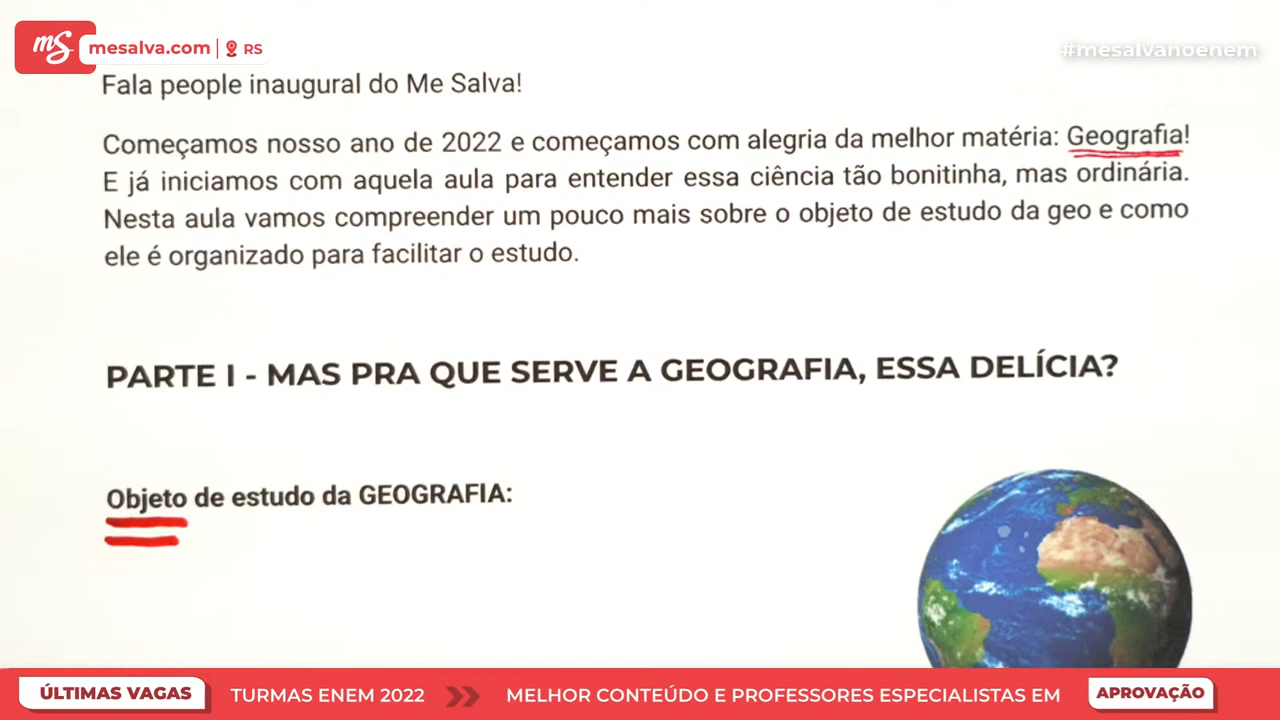 mesalva.com | RS
#mesalvanoenem
Fala people inaugural do Me Salva!
Começamos nosso ano de 2022 e começamos com alegria da melhor matéria: Geografia!
E já iniciamos com aquela aula para entender essa ciência tão bonitinha, mas ordinária.
Nesta aula vamos compreender um pouco mais sobre o objeto de estudo da geo e como
ele é organizado para facilitar o estudo.
PARTE I - MAS PRA QUE SERVE A GEOGRAFIA, ESSA DELÍCIA?
Objeto de estudo da GEOGRAFIA:
ÚLTIMAS VAGAS TURMAS ENEM 2022 MELHOR CONTEÚDO E PROFESSORES ESPECIALISTAS EM APROVAÇÃO